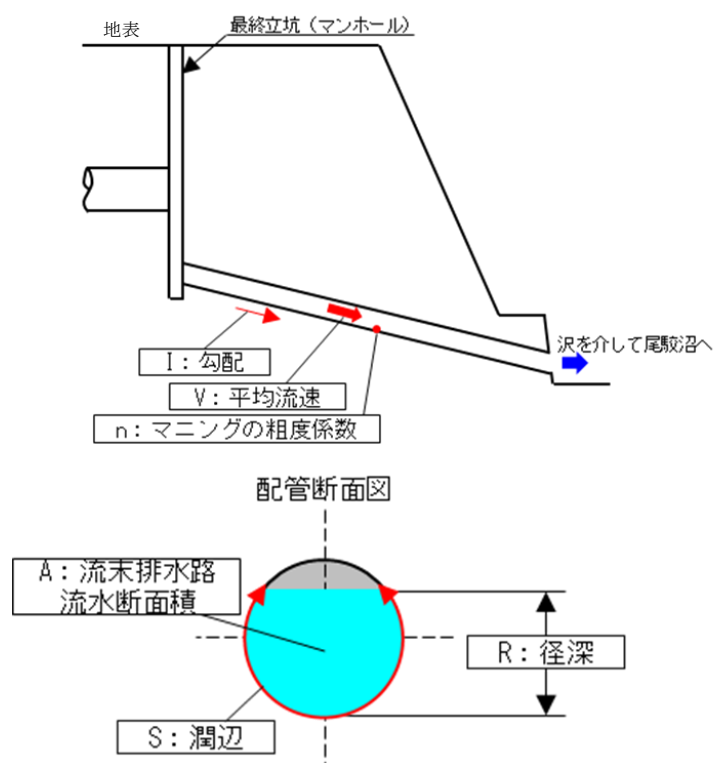 地表
最終立坑（マンホール）
沢を介して尾駮沼へ
I：勾配
V：平均流速
n：マニングの粗度係数
配管断面図
A：流末排水路
流水断面積
R：径深
S：潤辺